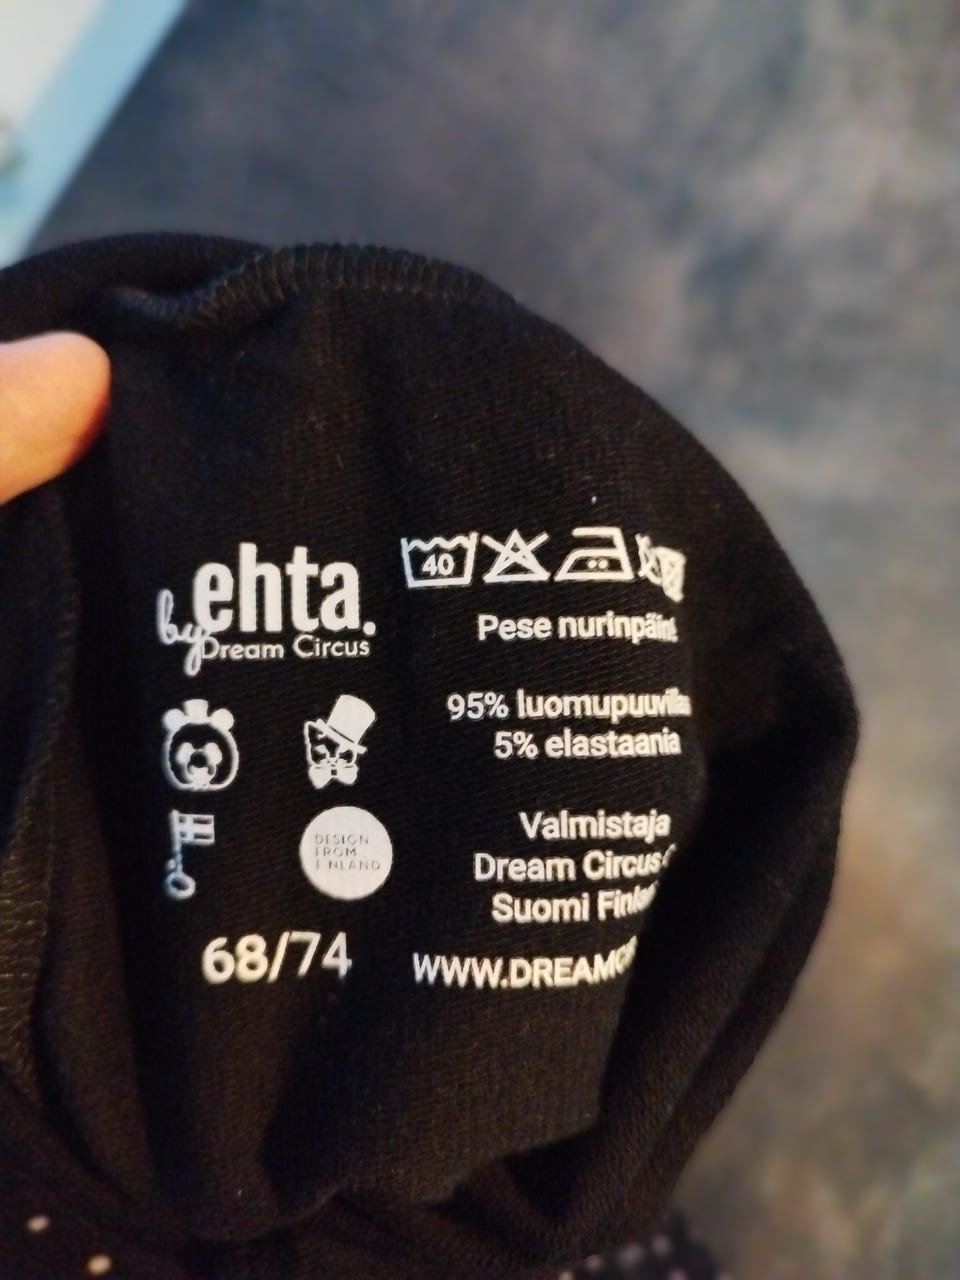 ehta.
by Dream Circus
40
Pese nurinpäin!
95% luomupuuvilla
5% elastaania
DESIGN
FROM
FINLAND
Valmistaja
Dream Circus
Suomi
68/74